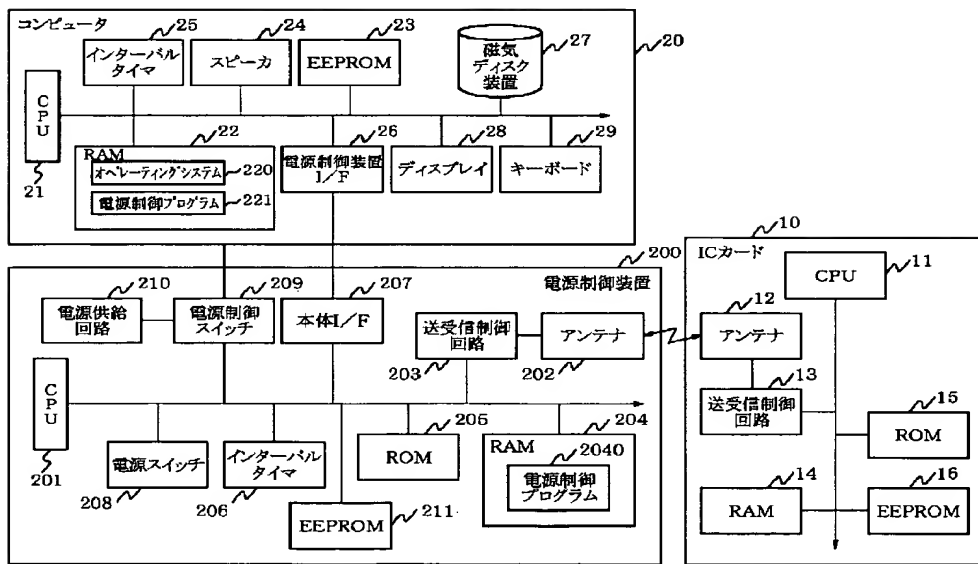 コンピュータ
25
24
23
27
20
インターバル
タイマ
スピーカ
EEPROM
磁気
ディスク
装置
CPU
21
22
26
28
29
RAM
オペレーティングシステム
220
電源制御プログラム
221
電源制御装置
I/F
ディスプレイ
キーボード
200
電源制御装置
210
209
207
電源供給
回路
電源制御
スイッチ
本体I/F
送受信制御
回路
203
アンテナ
202
CPU
201
205
204
電源スイッチ
208
インターバル
タイマ
206
ROM
RAM
2040
電源制御
プログラム
EEPROM
211
10
ICカード
CPU
11
12
アンテナ
13
送受信制御
回路
15
ROM
14
RAM
16
EEPROM